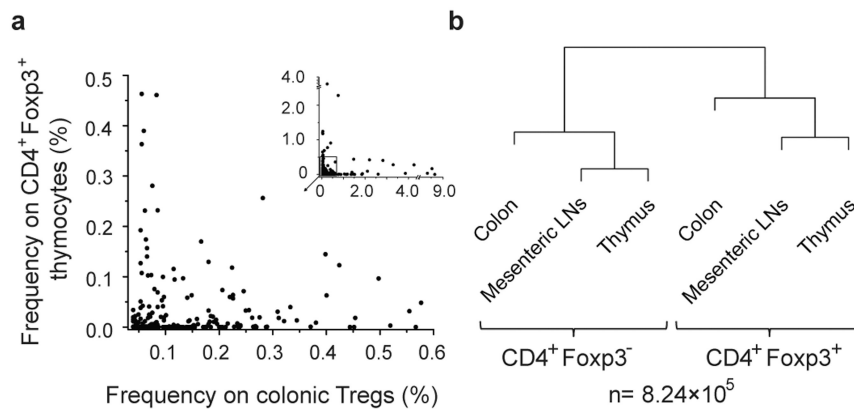 a
b
Frequency on CD4⁺Foxp3⁺
thymocytes (%)
0.5
0.4
0.3
0.2
0.1
0.0
0.1 0.2 0.3 0.4 0.5 0.6
Frequency on colonic Tregs (%)
4.0
2.0
1.0
0
0 2.0 4.0 9.0
Colon
Mesenteric LNs
Thymus
Colon
Mesenteric LNs
Thymus
CD4⁺Foxp3⁻
CD4⁺Foxp3⁺
n= 8.24×10⁵